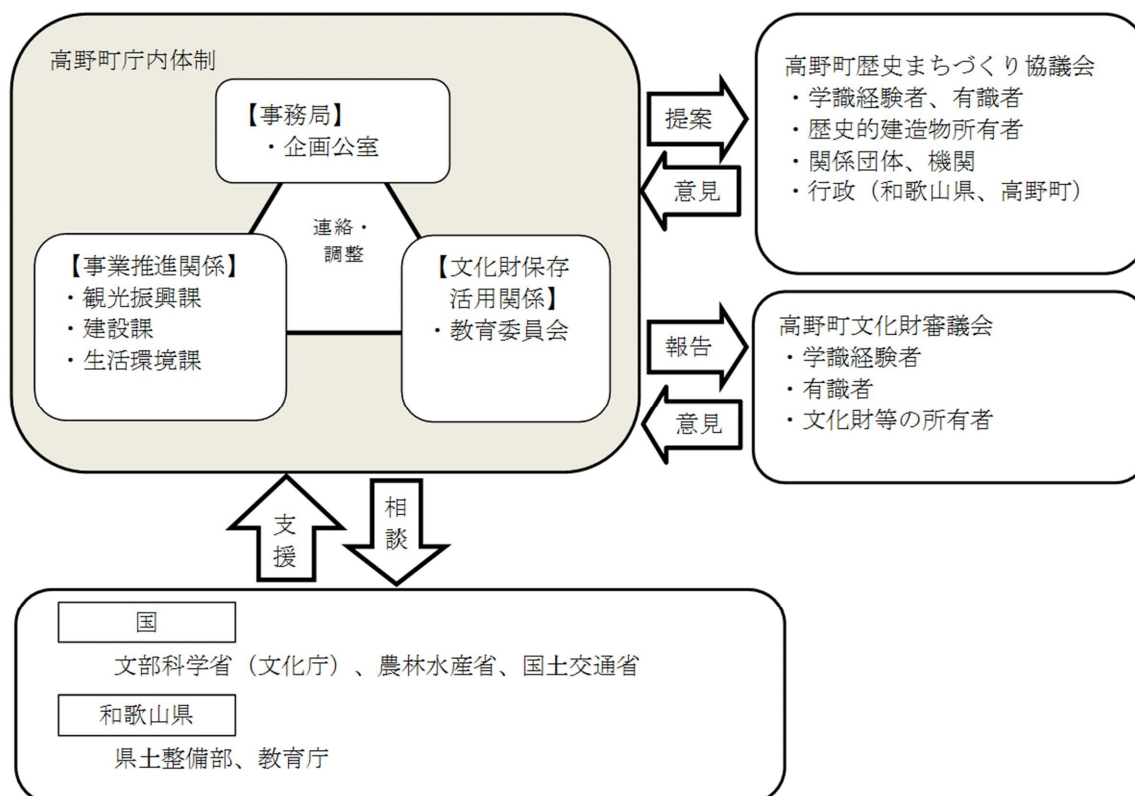 高野町庁内体制
【事務局】
・企画公室
連絡・
調整
【事業推進関係】
・観光振興課
・建設課
・生活環境課
【文化財保存
活用関係】
・教育委員会
提案
意見
高野町歴史まちづくり協議会
・学識経験者、有識者
・歴史的建造物所有者
・関係団体、機関
・行政（和歌山県、高野町）
報告
意見
高野町文化財審議会
・学識経験者
・有識者
・文化財等の所有者
支援
相談
国
文部科学省（文化庁）、農林水産省、国土交通省
和歌山県
県土整備部、教育庁